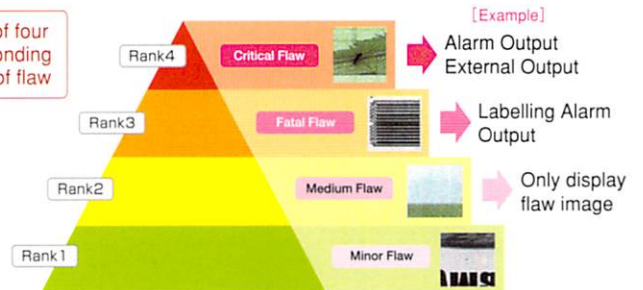 of four
onding
of flaw
[Example]
Rank4
Critical Flaw
Alarm Output
External Output
Rank3
Fatal Flaw
Labelling Alarm
Output
Rank2
Medium Flaw
Only display
flaw image
Rank1
Minor Flaw